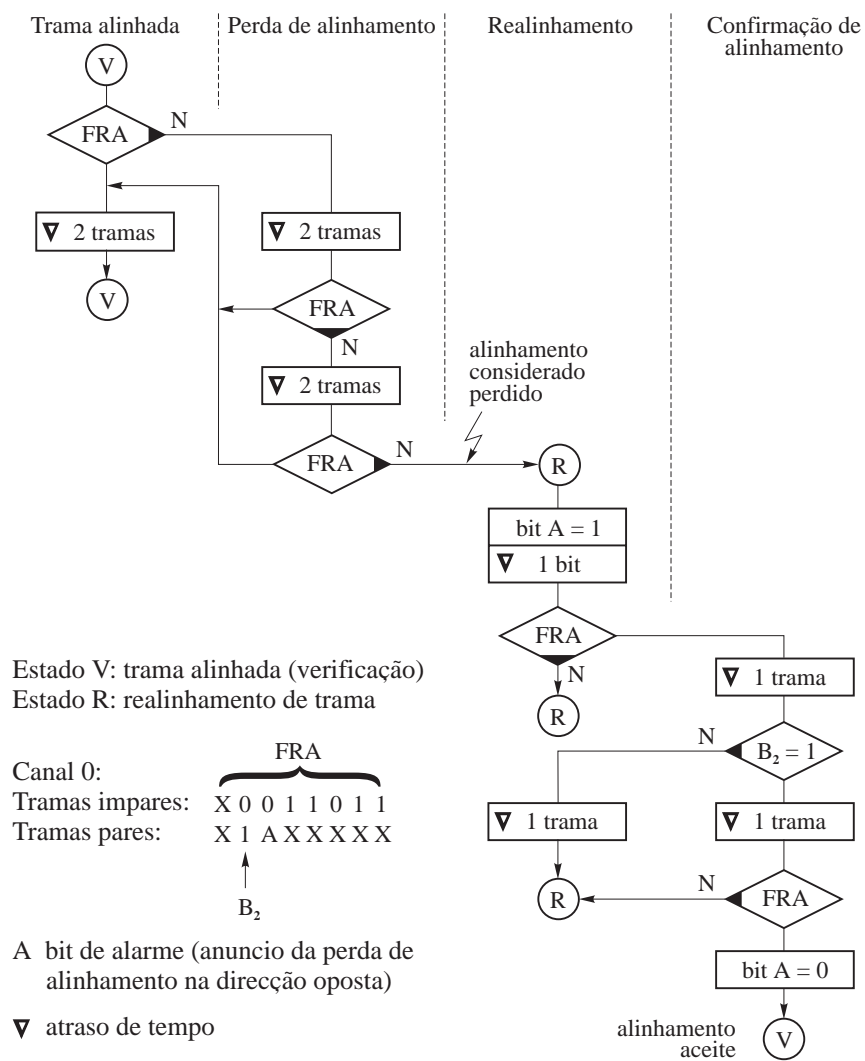 Trama alinhada
Perda de alinhamento
Realinhamento
Confirmação de
alinhamento
V
FRA
N
2 tramas
2 tramas
V
FRA
N
2 tramas
alinhamento
considerado
perdido
FRA
N
R
bit A = 1
1 bit
FRA
N
R
1 trama
B₂ = 1
N
1 trama
1 trama
R
N
FRA
bit A = 0
alinhamento
aceite
V
Estado V: trama alinhada (verificação)
Estado R: realinhamento de trama
FRA
Canal 0:
Tramas impares: X 0 0 1 1 0 1 1
Tramas pares: X 1 A X X X X X
B₂
A bit de alarme (anuncio da perda de
alinhamento na direcção oposta)
∇ atraso de tempo